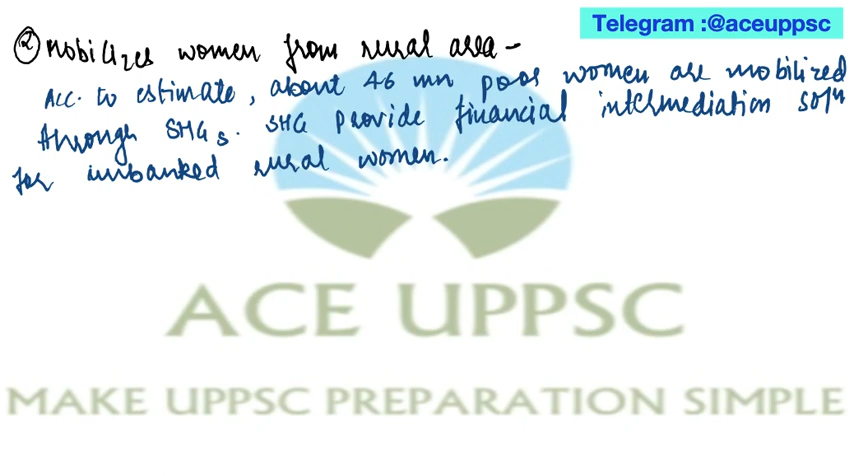 Telegram :@aceuppsc
② Mobilizes women from rural area -
Acc. to estimate, about 46 mn poor women are mobilized
through SHGs. SHG provide financial intermediation solⁿ
for unbanked rural women.
ACE UPPSC
MAKE UPPSC PREPARATION SIMPLE